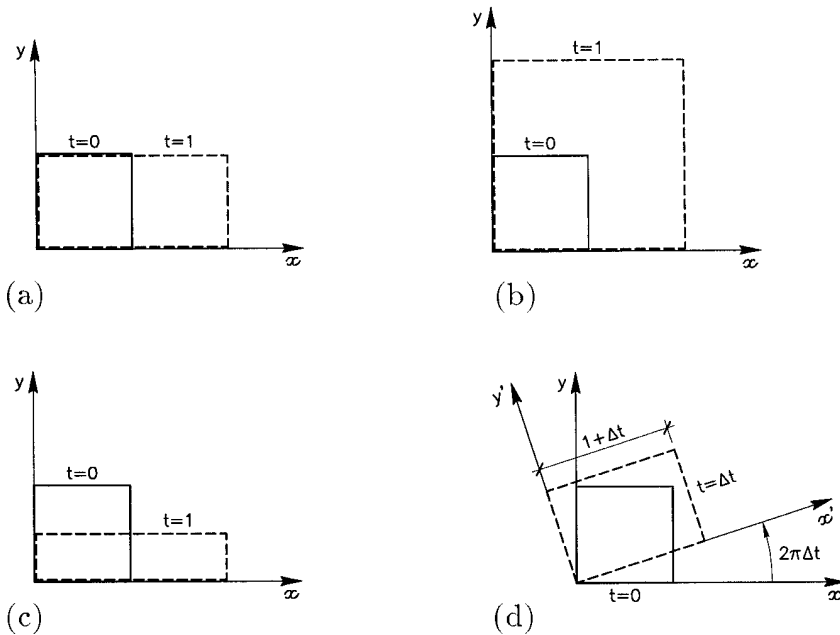 y
t=0 t=1
x
(a)
y
t=1
t=0
x
(b)
y
t=0
t=1
x
(c)
y' y
1+Δt
t=Δt
x'
2πΔt
t=0
x
(d)